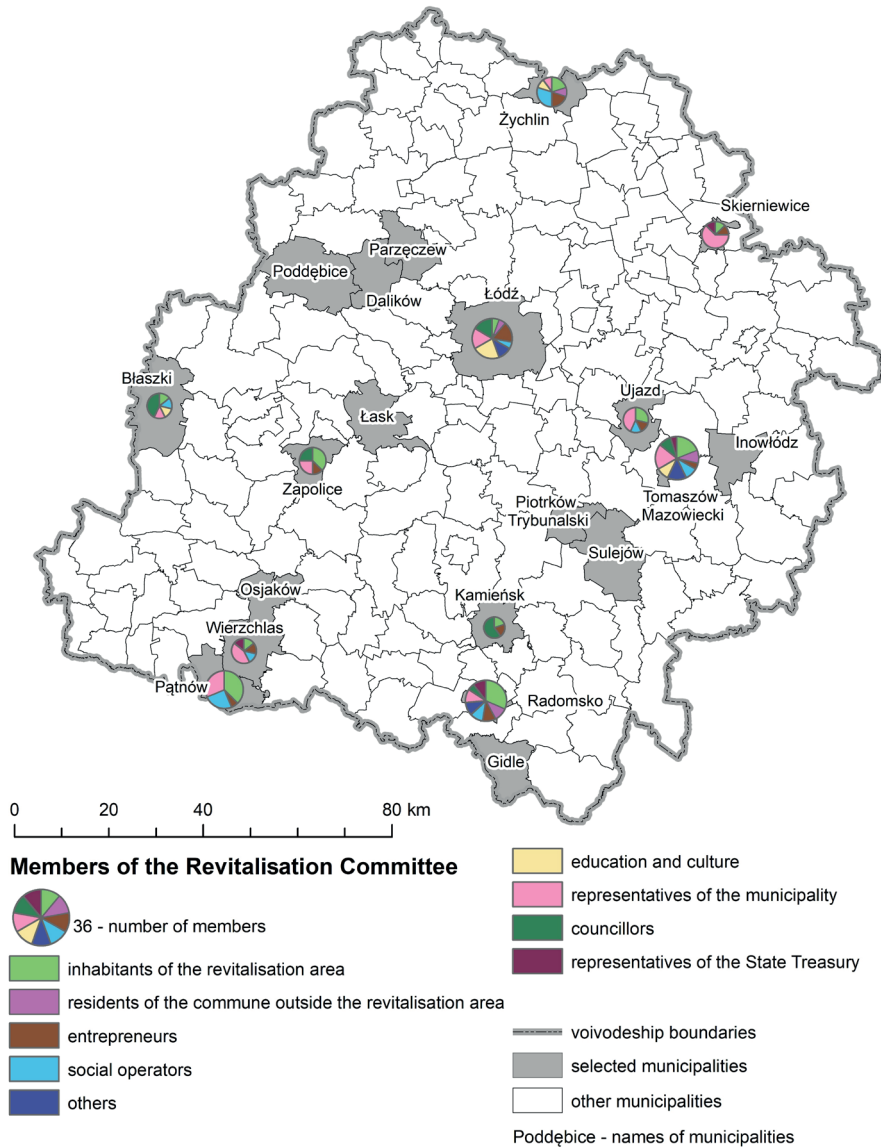 Żychlin
Skierniewice
Parzęczew
Poddębice
Dalików
Łódź
Błaszki
Ujazd
Łask
Inowłódz
Zapolice
Tomaszów
Mazowiecki
Piotrków
Trybunalski
Sulejów
Osjaków
Kamieńsk
Wierzchlas
Pątnów
Radomsko
Gidle
0 20 40 80 km
Members of the Revitalisation Committee
36 - number of members
inhabitants of the revitalisation area
residents of the commune outside the revitalisation area
entrepreneurs
social operators
others
education and culture
representatives of the municipality
councillors
representatives of the State Treasury
voivodeship boundaries
selected municipalities
other municipalities
Poddębice - names of municipalities